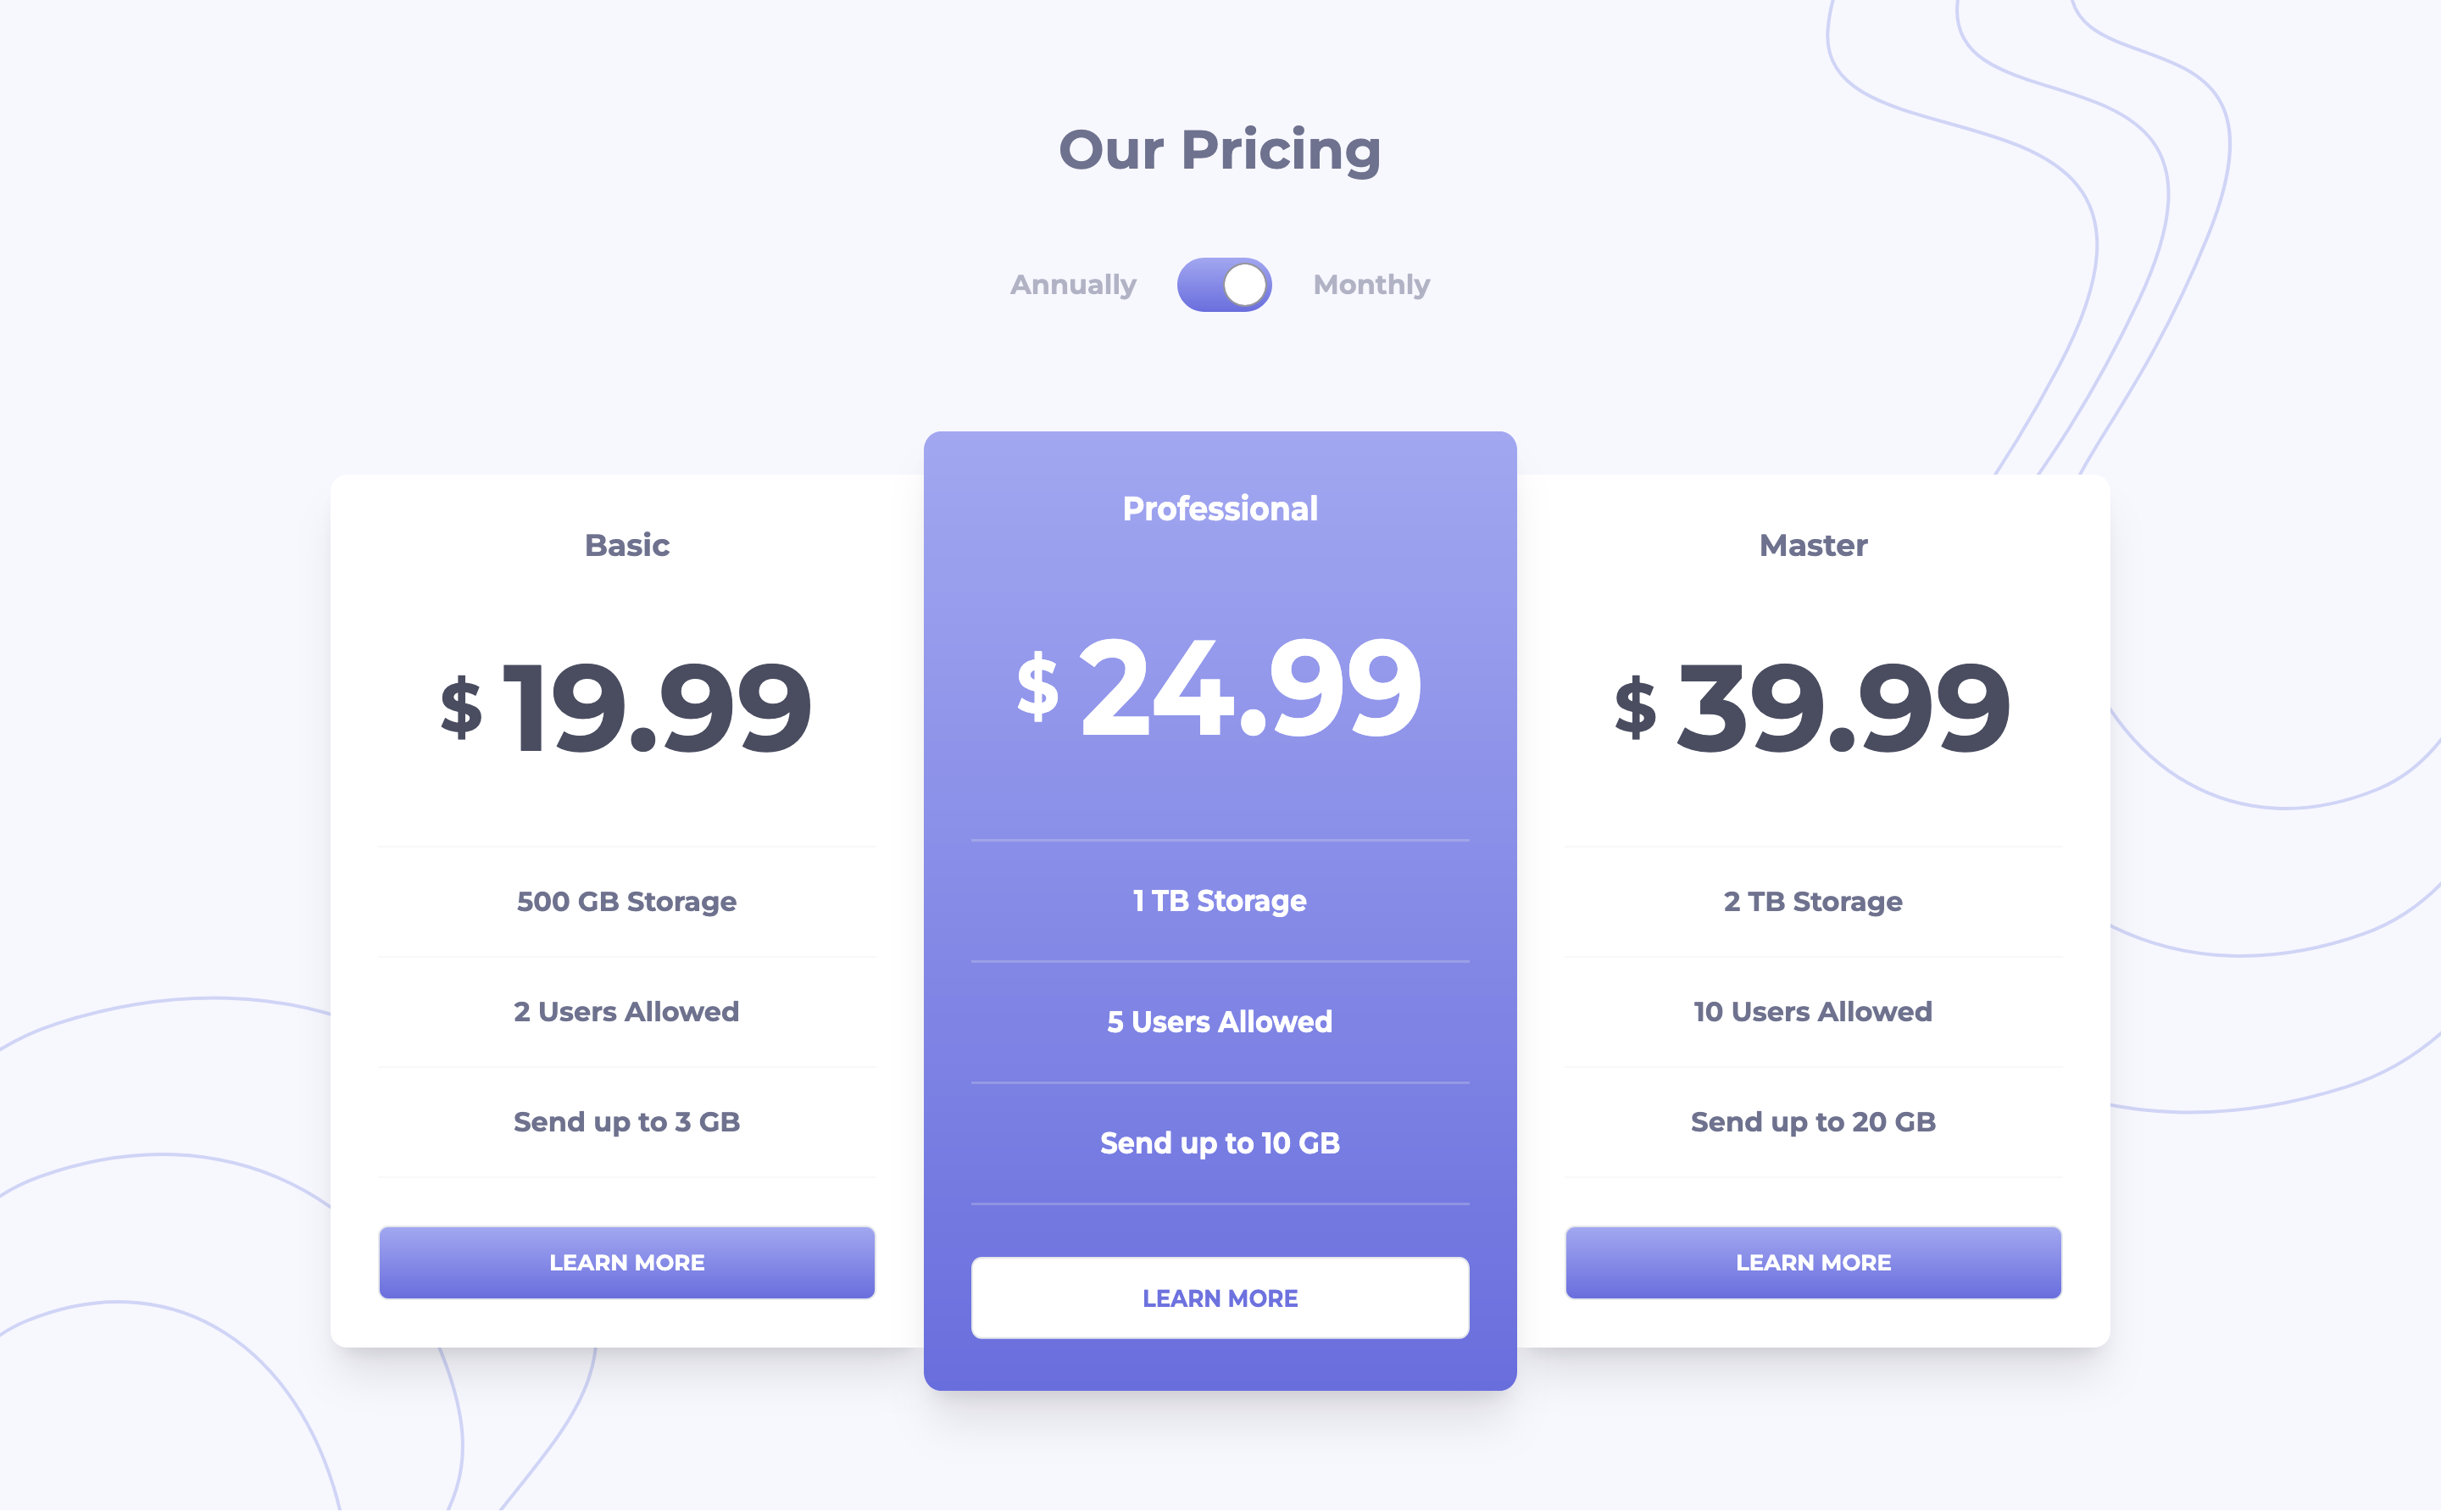 Our Pricing
Annually Monthly
Basic
$ 19.99
500 GB Storage
2 Users Allowed
Send up to 3 GB
LEARN MORE
Professional
$ 24.99
1 TB Storage
5 Users Allowed
Send up to 10 GB
LEARN MORE
Master
$ 39.99
2 TB Storage
10 Users Allowed
Send up to 20 GB
LEARN MORE